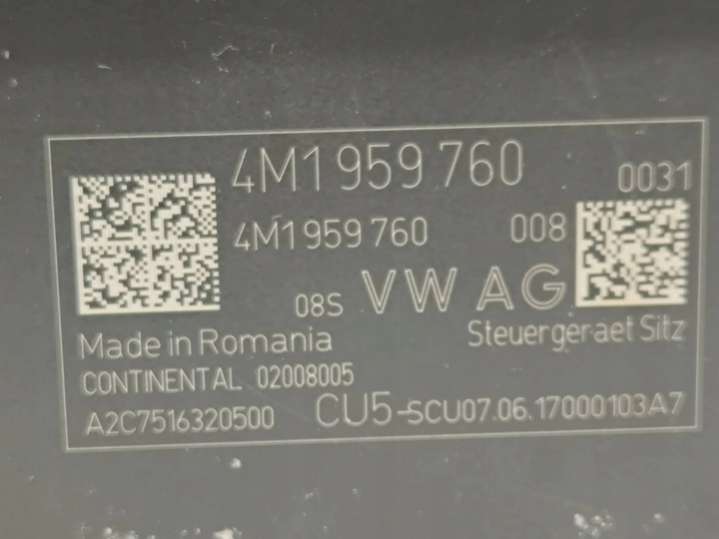 4M1 959 760
0031
4M1 959 760 008
08S VW AG
Made in Romania Steuergeraet Sitz
CONTINENTAL 02008005
A2C7516320500 CU5-SCU07.06.17000103A7